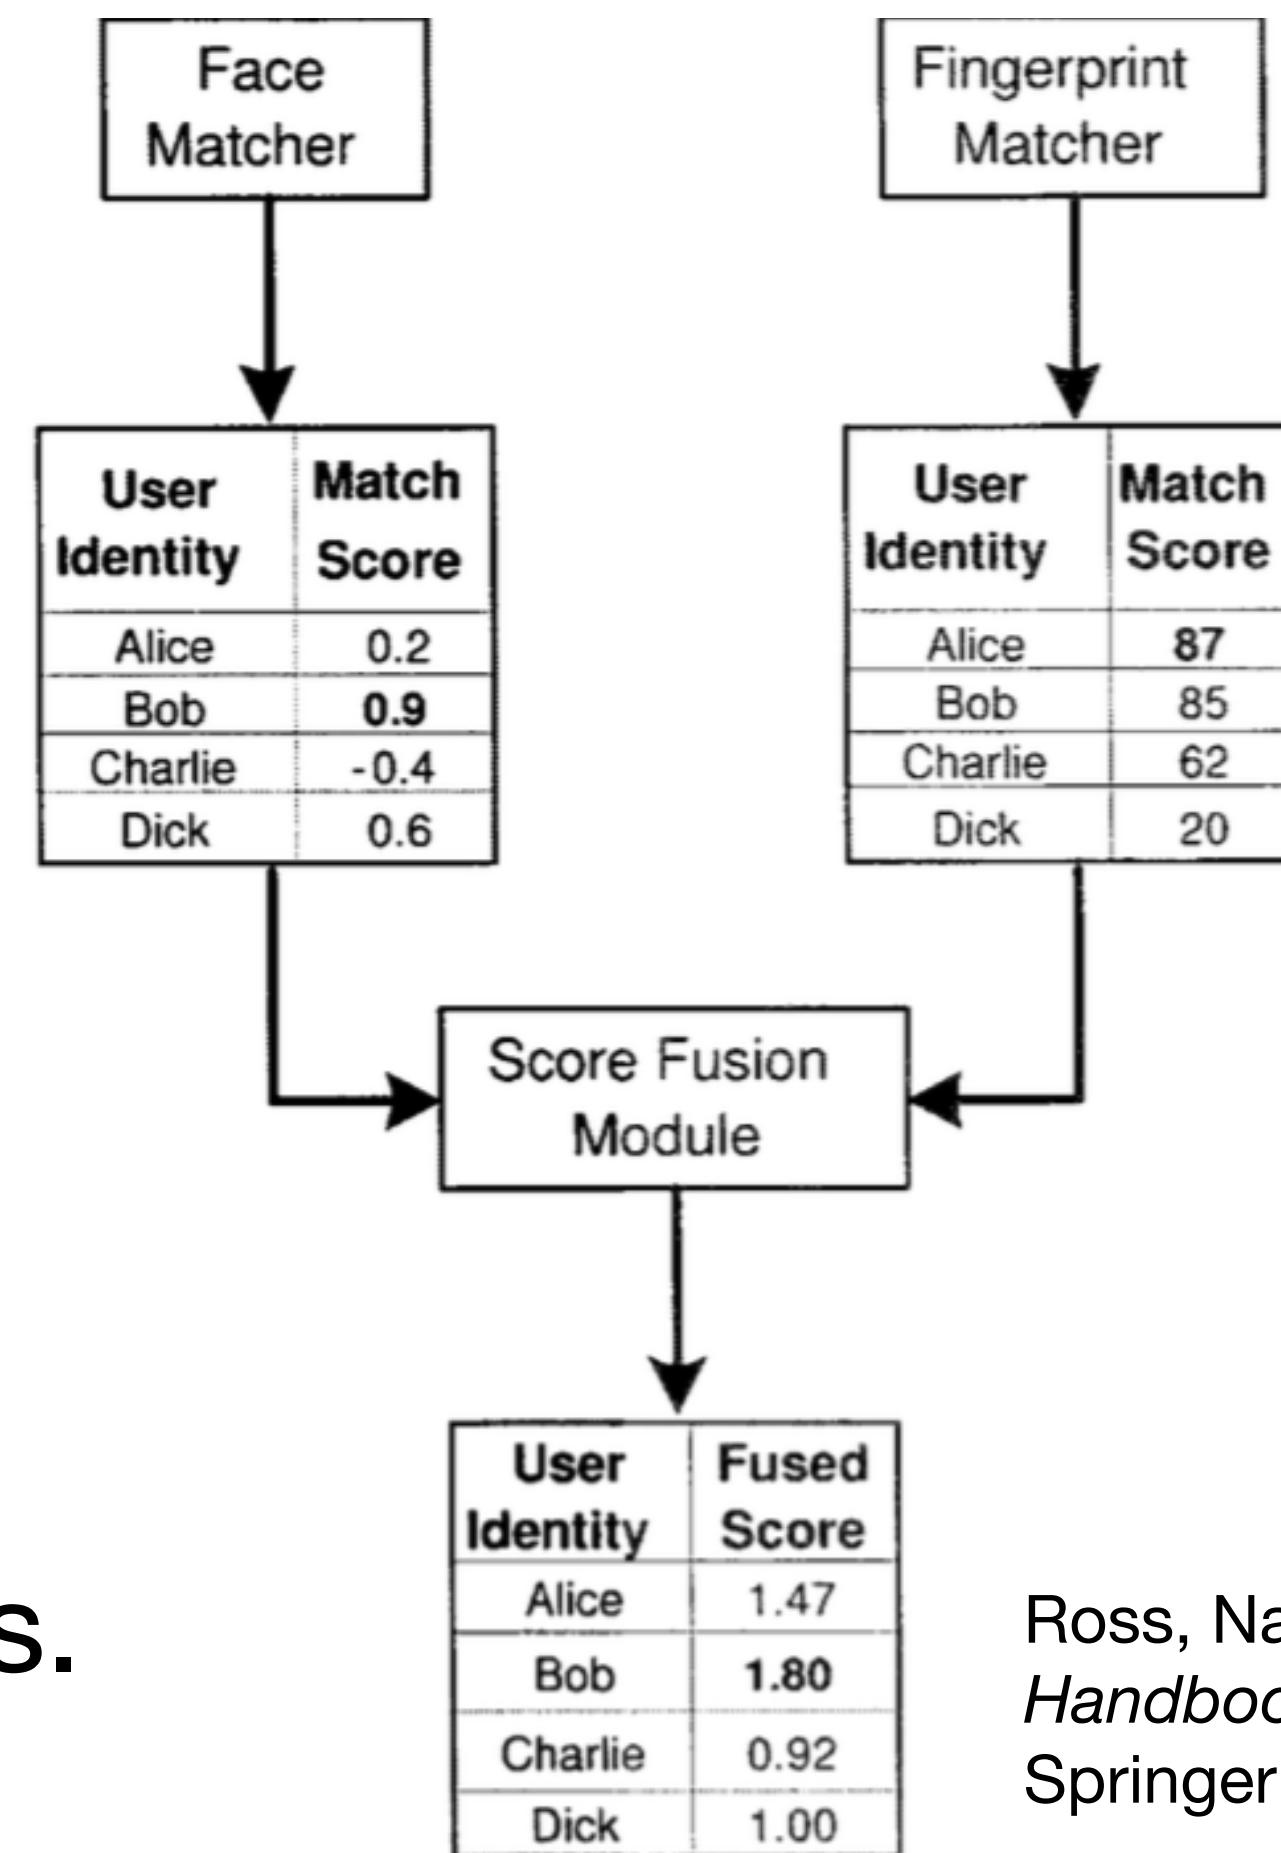 Face
Matcher
Fingerprint
Matcher
User Identity Match Score
Alice 0.2
Bob 0.9
Charlie -0.4
Dick 0.6
User Identity Match Score
Alice 87
Bob 85
Charlie 62
Dick 20
Score Fusion
Module
User Identity Fused Score
Alice 1.47
Bob 1.80
Charlie 0.92
Dick 1.00
s.
Ross, Na
Handboo
Springer